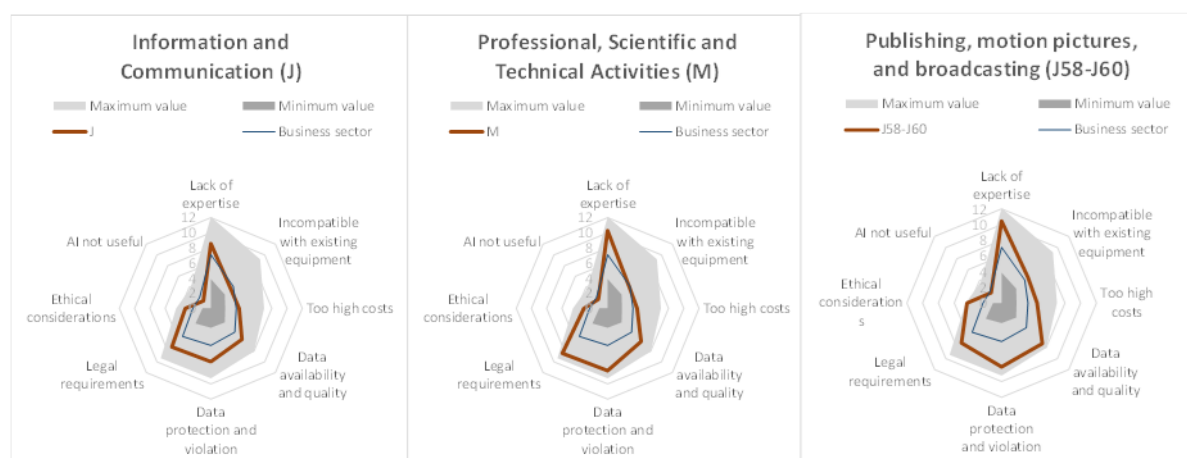 Information and
Communication (J)
Maximum value
Minimum value
J
Business sector
Lack of
expertise
12
10
8
6
4
2
Incompatible
with existing
equipment
Too high costs
Data
availability
and quality
Data
protection and
violation
Legal
requirements
Ethical
considerations
AI not useful
Professional, Scientific and
Technical Activities (M)
Maximum value
Minimum value
M
Business sector
Lack of
expertise
12
10
8
6
4
2
Incompatible
with existing
equipment
Too high costs
Data
availability
and quality
Data
protection and
violation
Legal
requirements
Ethical
considerations
AI not useful
Publishing, motion pictures,
and broadcasting (J58-J60)
Maximum value
Minimum value
J58-J60
Business sector
Lack of
expertise
12
10
8
6
4
2
Incompatible
with existing
equipment
Too high
costs
Data
availability
and quality
Data
protection
and violation
Legal
requirements
Ethical
consideration
s
AI not useful